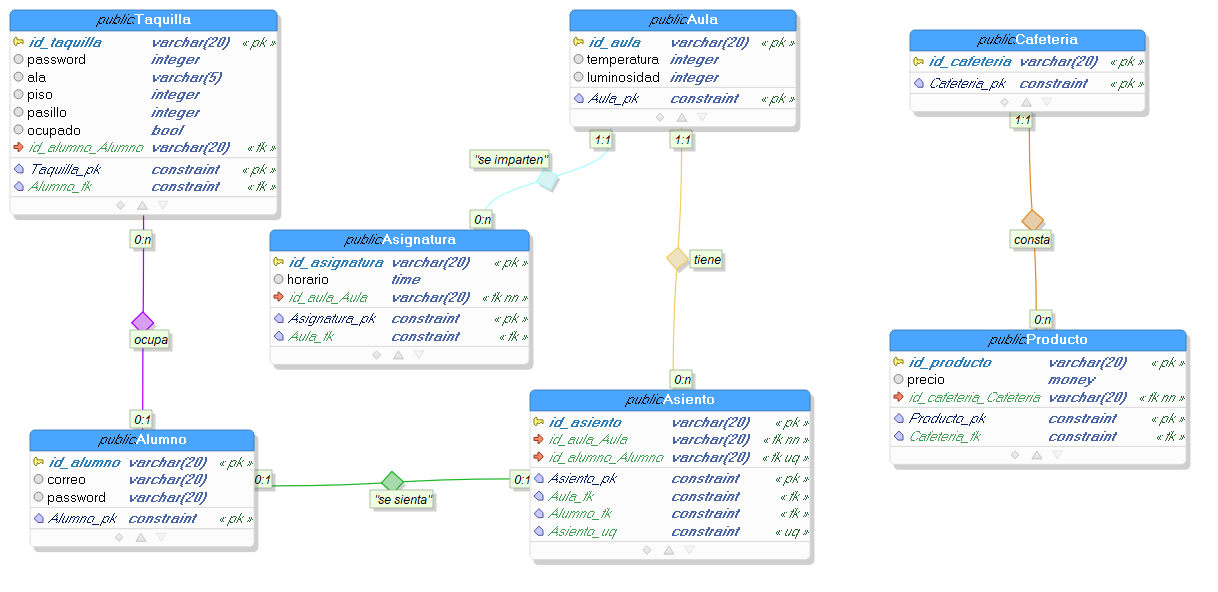 public.Taquilla
id_taquilla varchar(20) « pk »
password integer
ala varchar(5)
piso integer
pasillo integer
ocupado bool
id_alumno_Alumno varchar(20) « fk »
Taquilla_pk constraint « pk »
Alumno_fk constraint « fk »
public.Aula
id_aula varchar(20) « pk »
temperatura integer
luminosidad integer
Aula_pk constraint « pk »
public.Cafeteria
id_cafeteria varchar(20) « pk »
Cafeteria_pk constraint « pk »
1:1
1:1
1:1
"se imparten"
0:n
0:n
public.Asignatura
id_asignatura varchar(20) « pk »
horario time
id_aula_Aula varchar(20) « fk nn »
Asignatura_pk constraint « pk »
Aula_fk constraint « fk »
tiene
consta
ocupa
0:n
0:n
0:1
public.Producto
id_producto varchar(20) « pk »
precio money
id_cafeteria_Cafeteria varchar(20) « fk nn »
Producto_pk constraint « pk »
Cafeteria_fk constraint « fk »
public.Asiento
id_asiento varchar(20) « pk »
id_aula_Aula varchar(20) « fk nn »
id_alumno_Alumno varchar(20) « fk uq »
Asiento_pk constraint « pk »
Aula_fk constraint « fk »
Alumno_fk constraint « fk »
Asiento_uq constraint « uq »
public.Alumno
id_alumno varchar(20) « pk »
correo varchar(20)
password varchar(20)
Alumno_pk constraint « pk »
0:1
"se sienta"
0:1